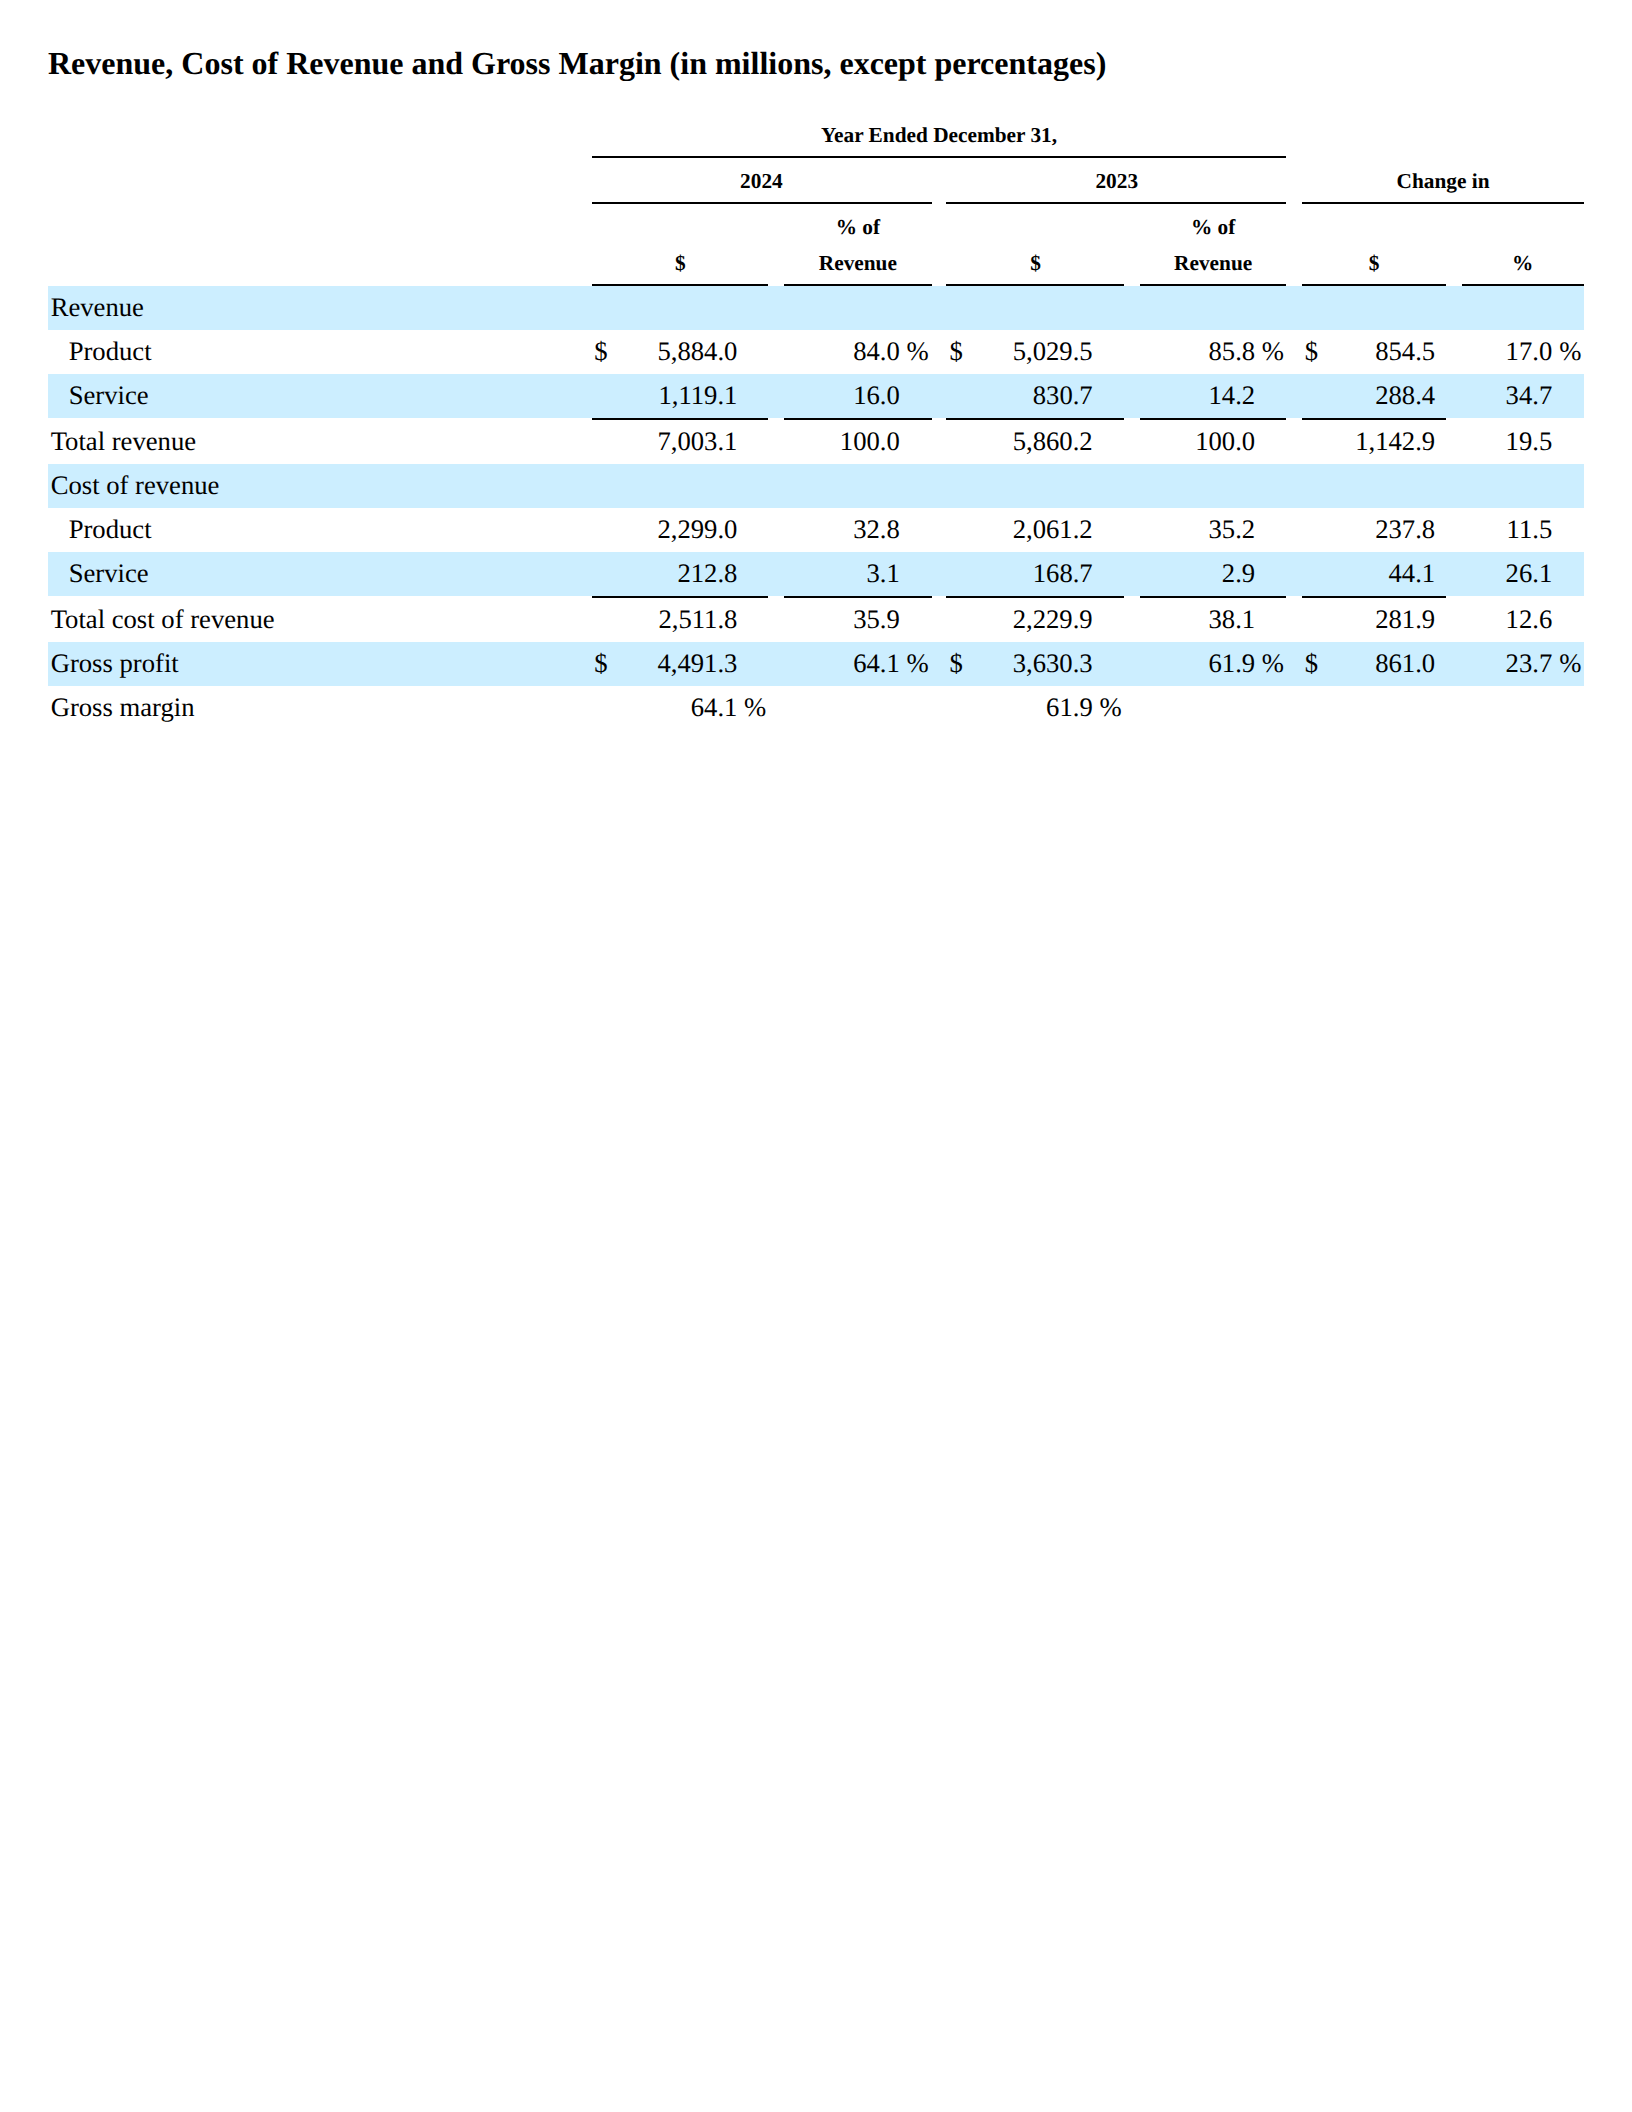 Revenue, Cost of Revenue and Gross Margin (in millions, except percentages)
Year Ended December 31,
2024 2023 Change in
% of % of
$ Revenue $ Revenue $ %
Revenue
Product $ 5,884.0 84.0 % $ 5,029.5 85.8 % $ 854.5 17.0 %
Service 1,119.1 16.0 830.7 14.2 288.4 34.7
Total revenue 7,003.1 100.0 5,860.2 100.0 1,142.9 19.5
Cost of revenue
Product 2,299.0 32.8 2,061.2 35.2 237.8 11.5
Service 212.8 3.1 168.7 2.9 44.1 26.1
Total cost of revenue 2,511.8 35.9 2,229.9 38.1 281.9 12.6
Gross profit $ 4,491.3 64.1 % $ 3,630.3 61.9 % $ 861.0 23.7 %
Gross margin 64.1 % 61.9 %